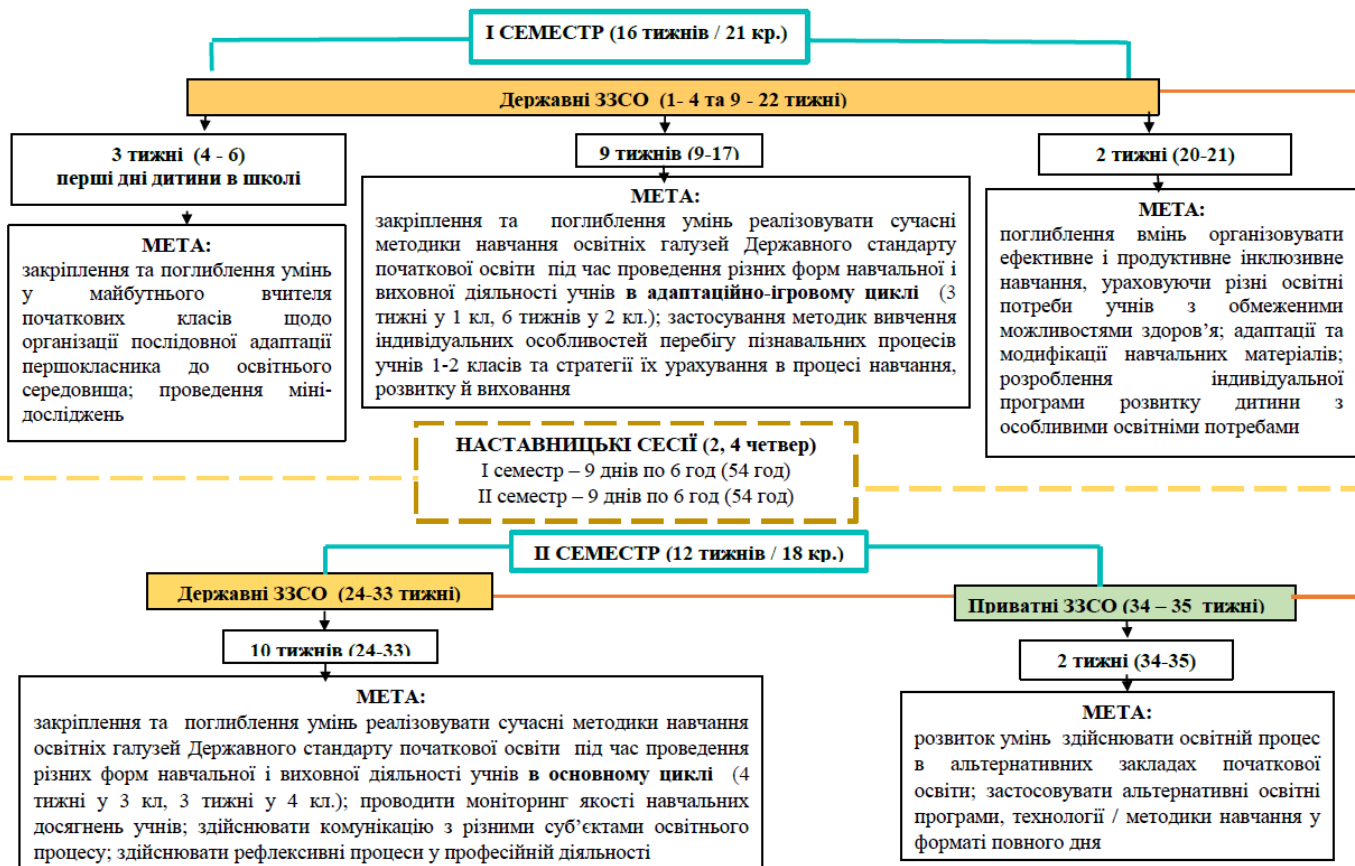 І СЕМЕСТР (16 тижнів / 21 кр.)
Державні ЗЗСО (1- 4 та 9 - 22 тижні)
3 тижні (4 - 6)
перші дні дитини в школі
МЕТА:
закріплення та поглиблення умінь
у майбутнього вчителя
початкових класів щодо
організації послідовної адаптації
першокласника до освітнього
середовища; проведення міні-
досліджень
9 тижнів (9-17)
МЕТА:
закріплення та поглиблення умінь реалізовувати сучасні
методики навчання освітніх галузей Державного стандарту
початкової освіти під час проведення різних форм навчальної і
виховної діяльності учнів в адаптаційно-ігровому циклі (3
тижні у 1 кл, 6 тижнів у 2 кл.); застосування методик вивчення
індивідуальних особливостей перебігу пізнавальних процесів
учнів 1-2 класів та стратегії їх урахування в процесі навчання,
розвитку й виховання
2 тижні (20-21)
МЕТА:
поглиблення вмінь організовувати
ефективне і продуктивне інклюзивне
навчання, ураховуючи різні освітні
потреби учнів з обмеженими
можливостями здоров’я; адаптації та
модифікації навчальних матеріалів;
розроблення індивідуальної
програми розвитку дитини з
особливими освітніми потребами
НАСТАВНИЦЬКІ СЕСІЇ (2, 4 четвер)
І семестр – 9 днів по 6 год (54 год)
ІІ семестр – 9 днів по 6 год (54 год)
ІІ СЕМЕСТР (12 тижнів / 18 кр.)
Державні ЗЗСО (24-33 тижні)
10 тижнів (24-33)
МЕТА:
закріплення та поглиблення умінь реалізовувати сучасні методики навчання
освітніх галузей Державного стандарту початкової освіти під час проведення
різних форм навчальної і виховної діяльності учнів в основному циклі (4
тижні у 3 кл, 3 тижні у 4 кл.); проводити моніторинг якості навчальних
досягнень учнів; здійснювати комунікацію з різними суб’єктами освітнього
процесу; здійснювати рефлексивні процеси у професійній діяльності
Приватні ЗЗСО (34 – 35 тижні)
2 тижні (34-35)
МЕТА:
розвиток умінь здійснювати освітній процес
в альтернативних закладах початкової
освіти; застосовувати альтернативні освітні
програми, технології / методики навчання у
форматі повного дня